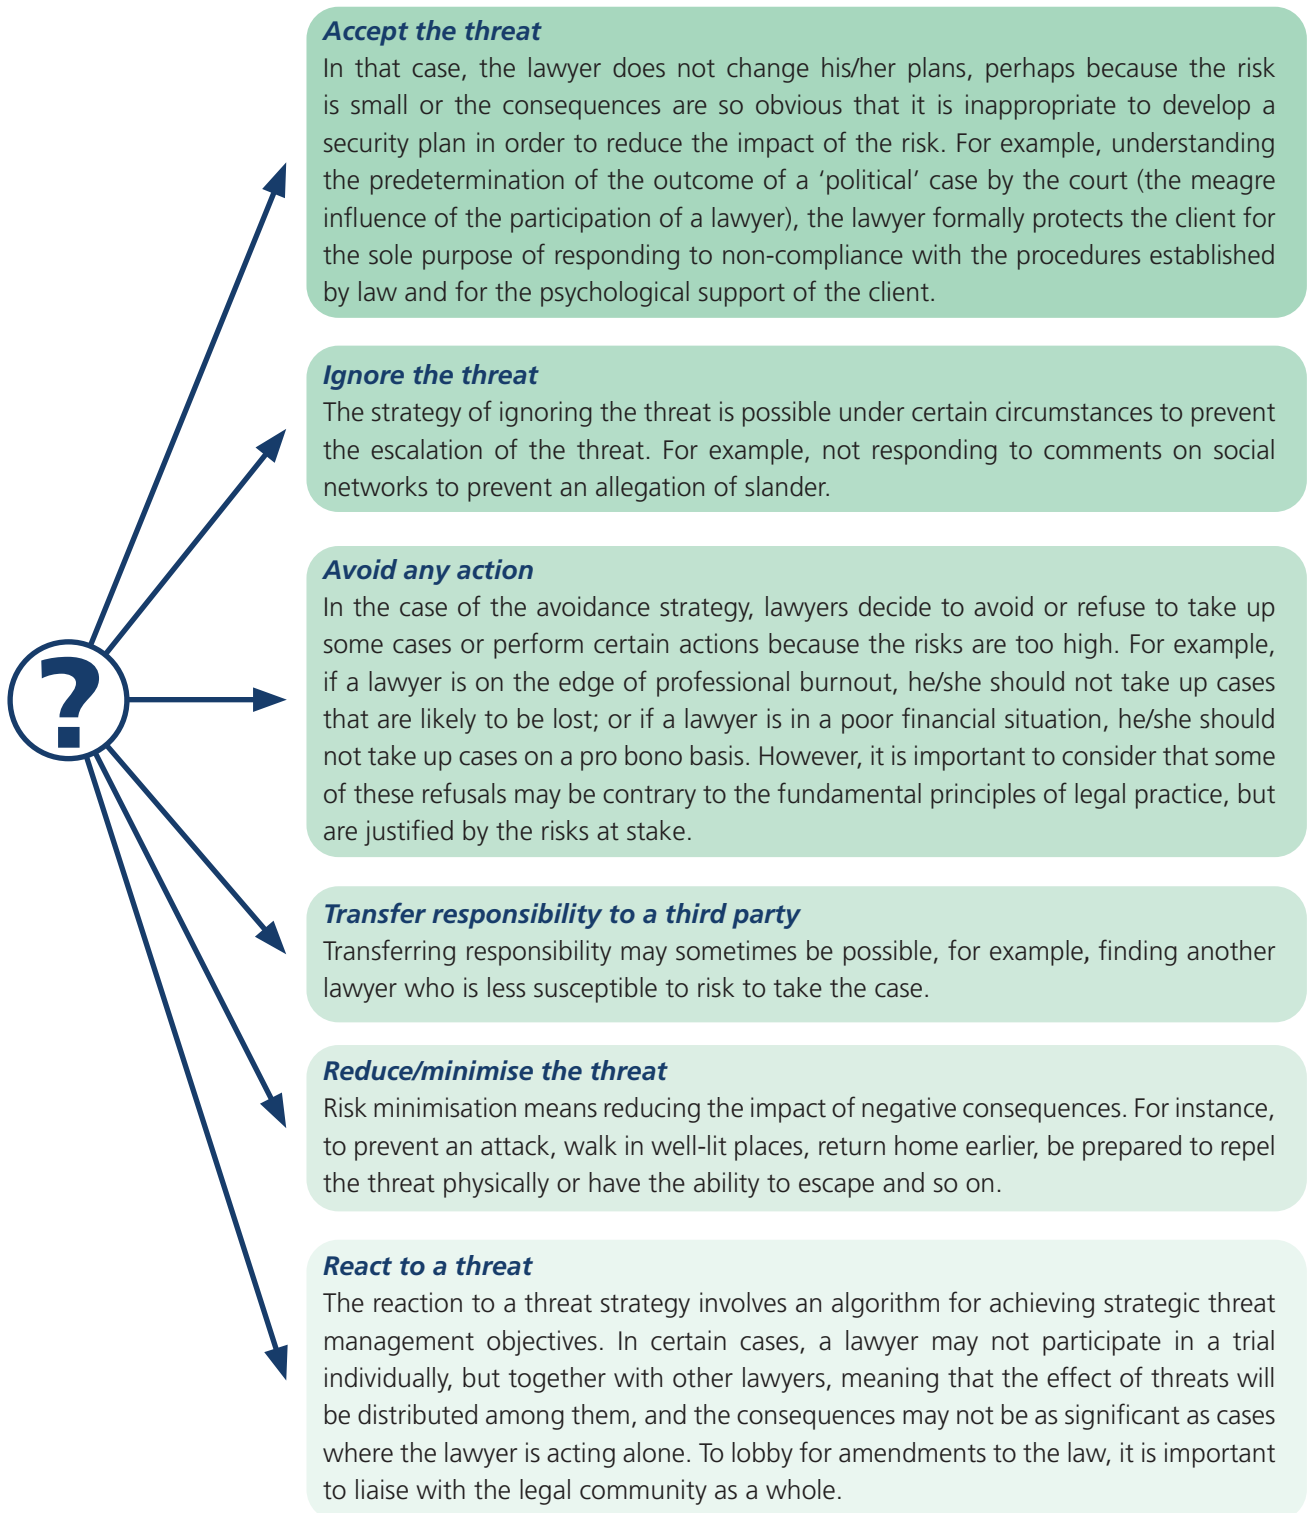 Accept the threat
In that case, the lawyer does not change his/her plans, perhaps because the risk
is small or the consequences are so obvious that it is inappropriate to develop a
security plan in order to reduce the impact of the risk. For example, understanding
the predetermination of the outcome of a ‘political’ case by the court (the meagre
influence of the participation of a lawyer), the lawyer formally protects the client for
the sole purpose of responding to non-compliance with the procedures established
by law and for the psychological support of the client.
Ignore the threat
The strategy of ignoring the threat is possible under certain circumstances to prevent
the escalation of the threat. For example, not responding to comments on social
networks to prevent an allegation of slander.
Avoid any action
In the case of the avoidance strategy, lawyers decide to avoid or refuse to take up
some cases or perform certain actions because the risks are too high. For example,
if a lawyer is on the edge of professional burnout, he/she should not take up cases
that are likely to be lost; or if a lawyer is in a poor financial situation, he/she should
not take up cases on a pro bono basis. However, it is important to consider that some
of these refusals may be contrary to the fundamental principles of legal practice, but
are justified by the risks at stake.
?
Transfer responsibility to a third party
Transferring responsibility may sometimes be possible, for example, finding another
lawyer who is less susceptible to risk to take the case.
Reduce/minimise the threat
Risk minimisation means reducing the impact of negative consequences. For instance,
to prevent an attack, walk in well-lit places, return home earlier, be prepared to repel
the threat physically or have the ability to escape and so on.
React to a threat
The reaction to a threat strategy involves an algorithm for achieving strategic threat
management objectives. In certain cases, a lawyer may not participate in a trial
individually, but together with other lawyers, meaning that the effect of threats will
be distributed among them, and the consequences may not be as significant as cases
where the lawyer is acting alone. To lobby for amendments to the law, it is important
to liaise with the legal community as a whole.